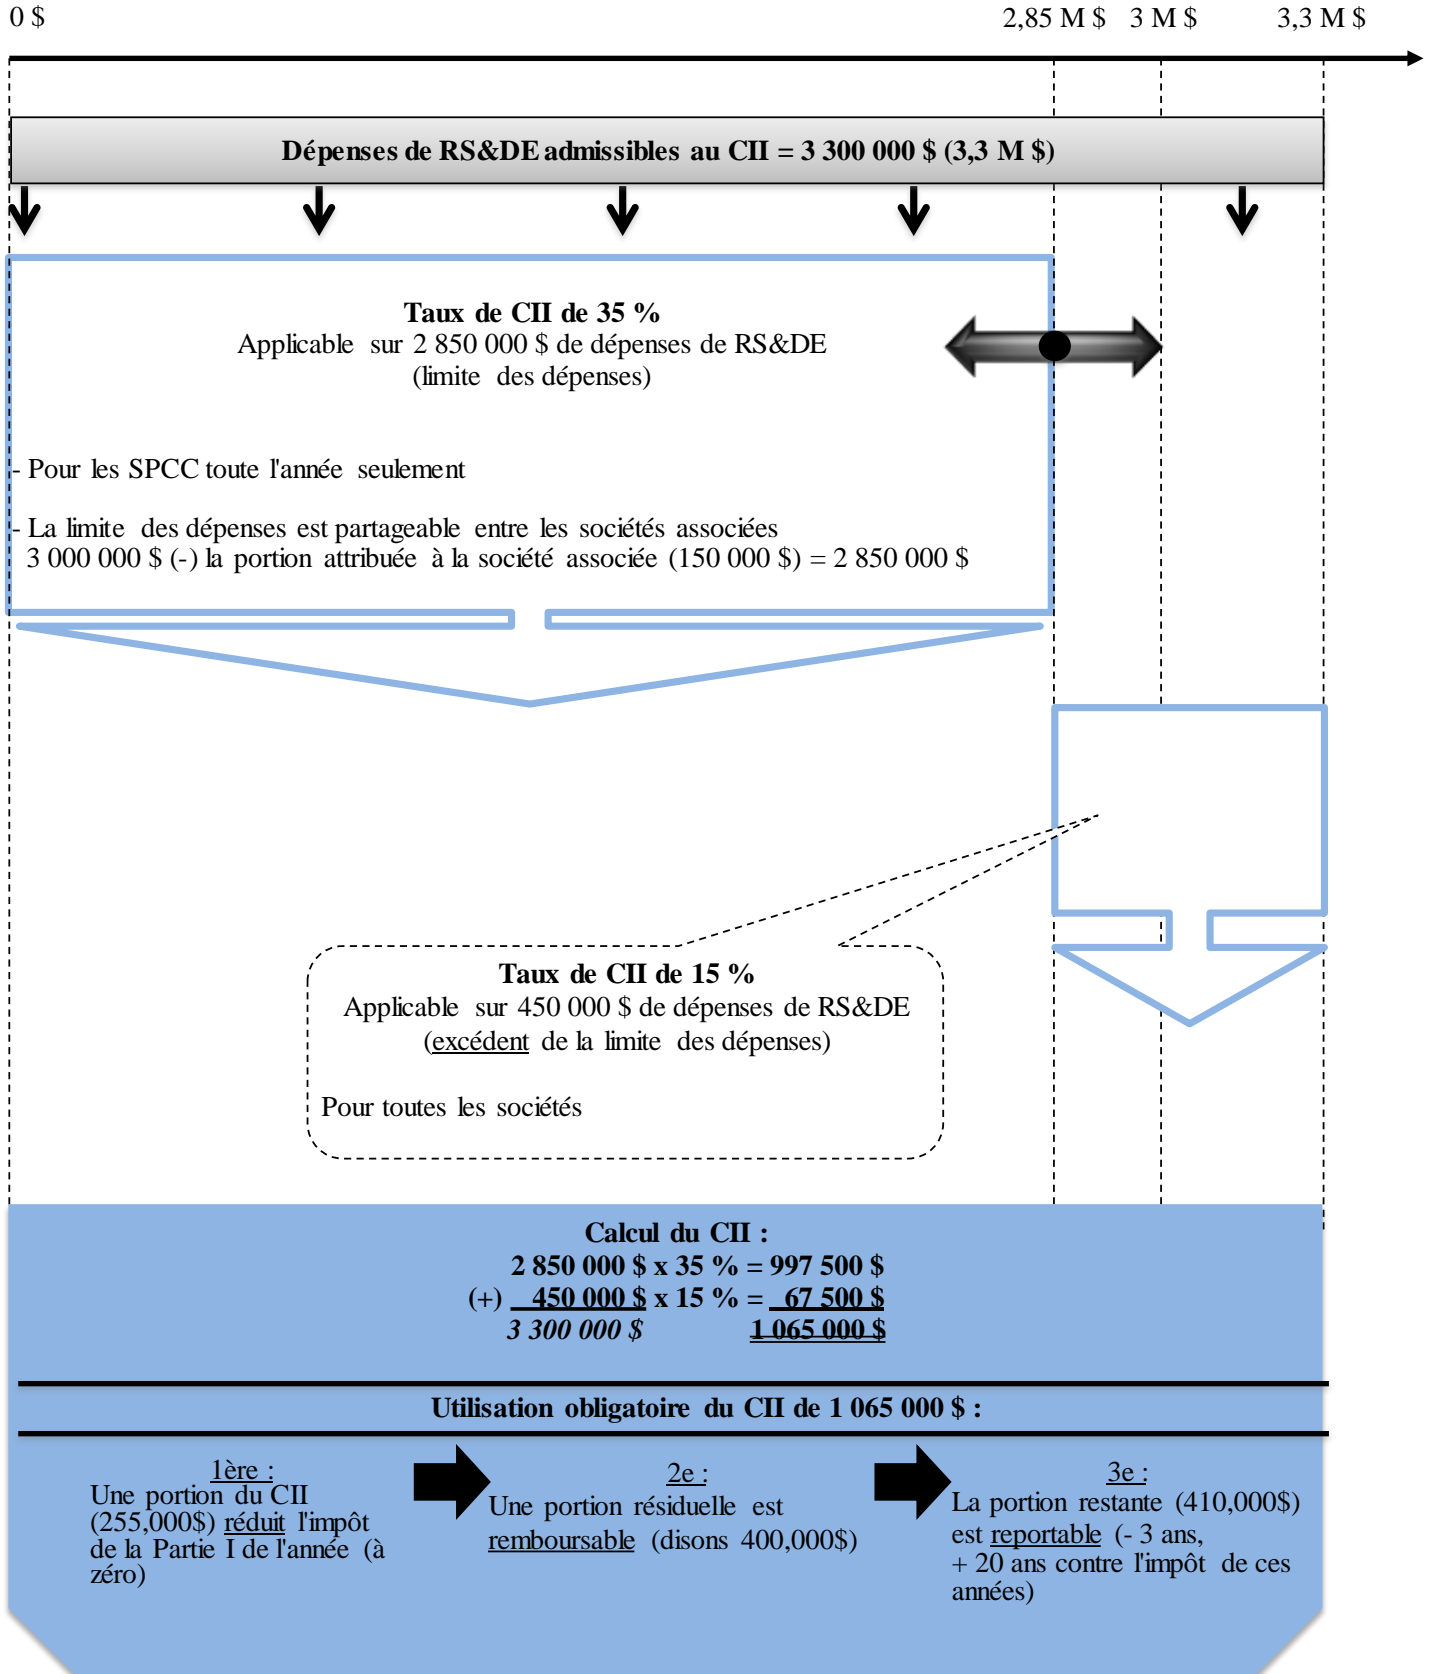 0 $ 2,85 M $ 3 M $ 3,3 M $
Dépenses de RS&DE admissibles au CII = 3 300 000 $ (3,3 M $)
Taux de CII de 35 %
Applicable sur 2 850 000 $ de dépenses de RS&DE
(limite des dépenses)
- Pour les SPCC toute l'année seulement
- La limite des dépenses est partageable entre les sociétés associées
3 000 000 $ (-) la portion attribuée à la société associée (150 000 $) = 2 850 000 $
Taux de CII de 15 %
Applicable sur 450 000 $ de dépenses de RS&DE
(excédent de la limite des dépenses)
Pour toutes les sociétés
Calcul du CII :
2 850 000 $ x 35 % = 997 500 $
(+) 450 000 $ x 15 % = 67 500 $
3 300 000 $ 1 065 000 $
Utilisation obligatoire du CII de 1 065 000 $ :
1ère :
Une portion du CII
(255,000$) réduit l'impôt
de la Partie I de l'année (à
zéro)
2e :
Une portion résiduelle est
remboursable (disons 400,000$)
3e :
La portion restante (410,000$)
est reportable (- 3 ans,
+ 20 ans contre l'impôt de ces
années)